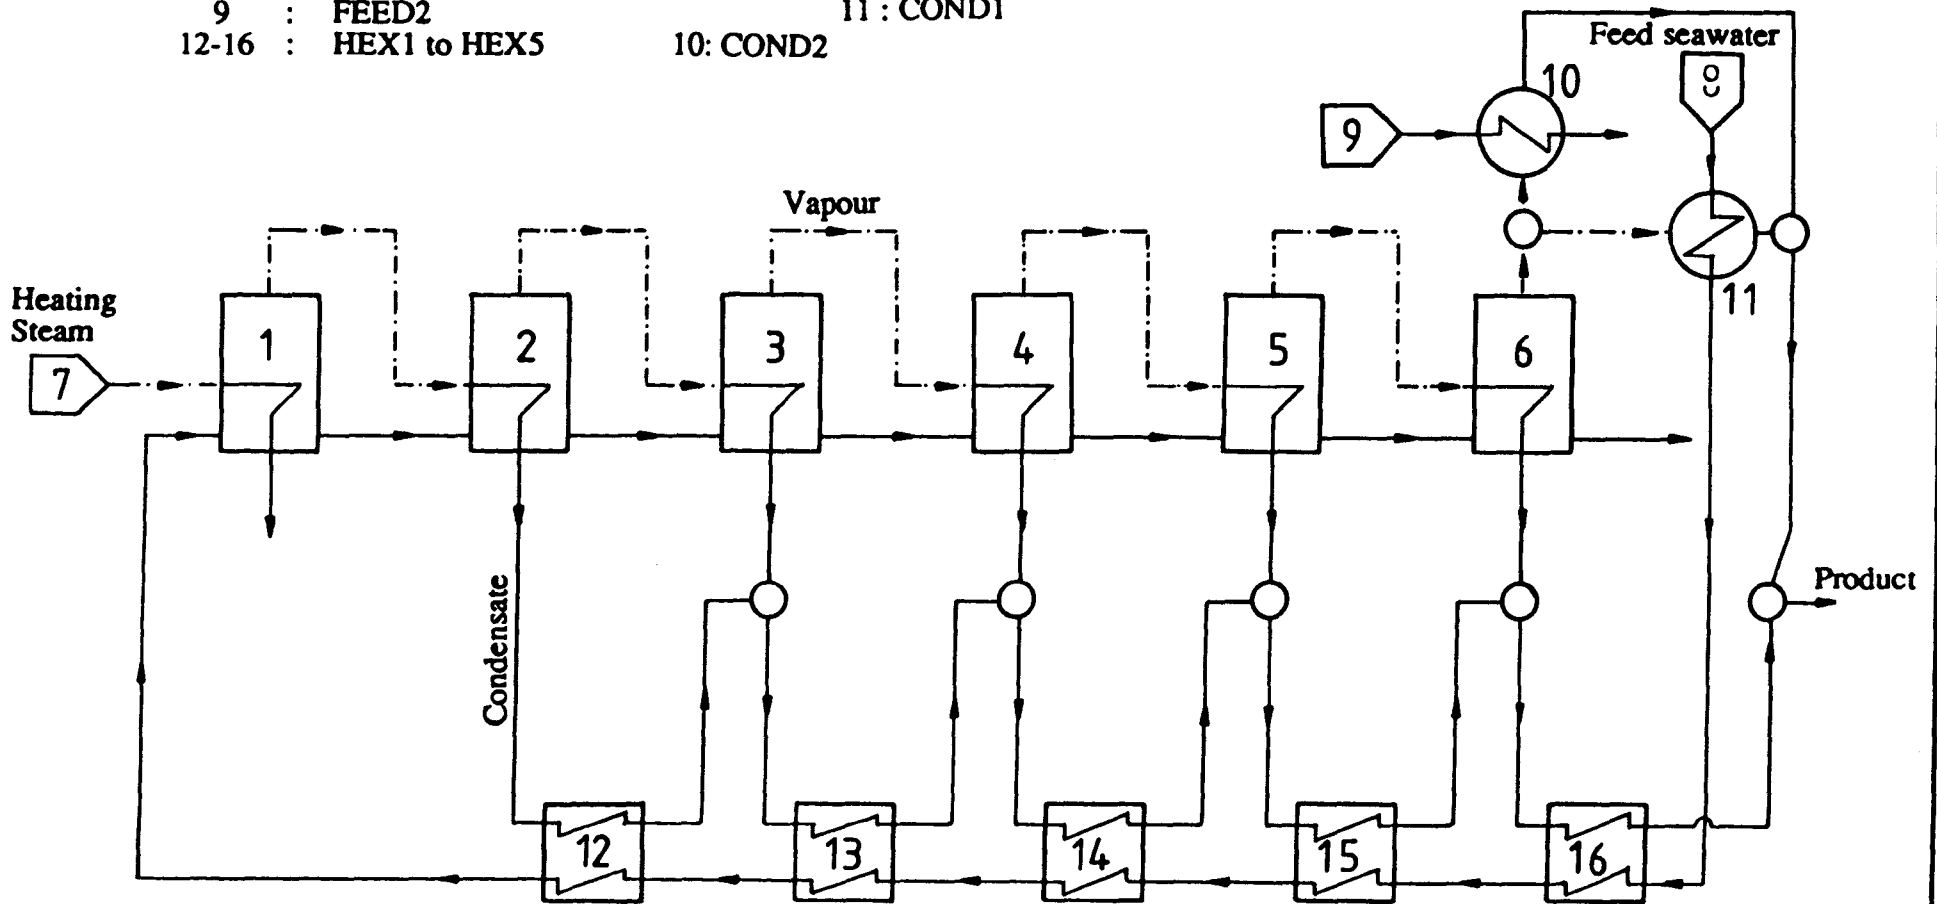 9 : FEED2
11 : COND1
12-16 : HEX1 to HEX5
10: COND2
Feed seawater
10
8
9
Vapour
11
Heating
Steam
7
1
2
3
4
5
6
Condensate
Product
12
13
14
15
16